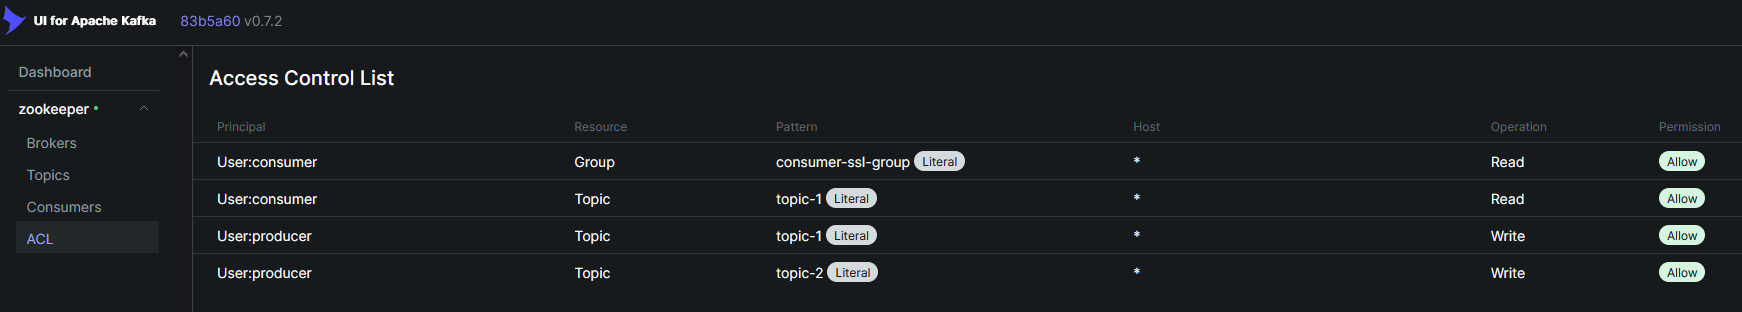 UI for Apache Kafka 83b5a60 v0.7.2
Dashboard
zookeeper
Brokers
Topics
Consumers
ACL
Access Control List
Principal Resource Pattern Host Operation Permission
User:consumer Group consumer-ssl-group Literal * Read Allow
User:consumer Topic topic-1 Literal * Read Allow
User:producer Topic topic-1 Literal * Write Allow
User:producer Topic topic-2 Literal * Write Allow